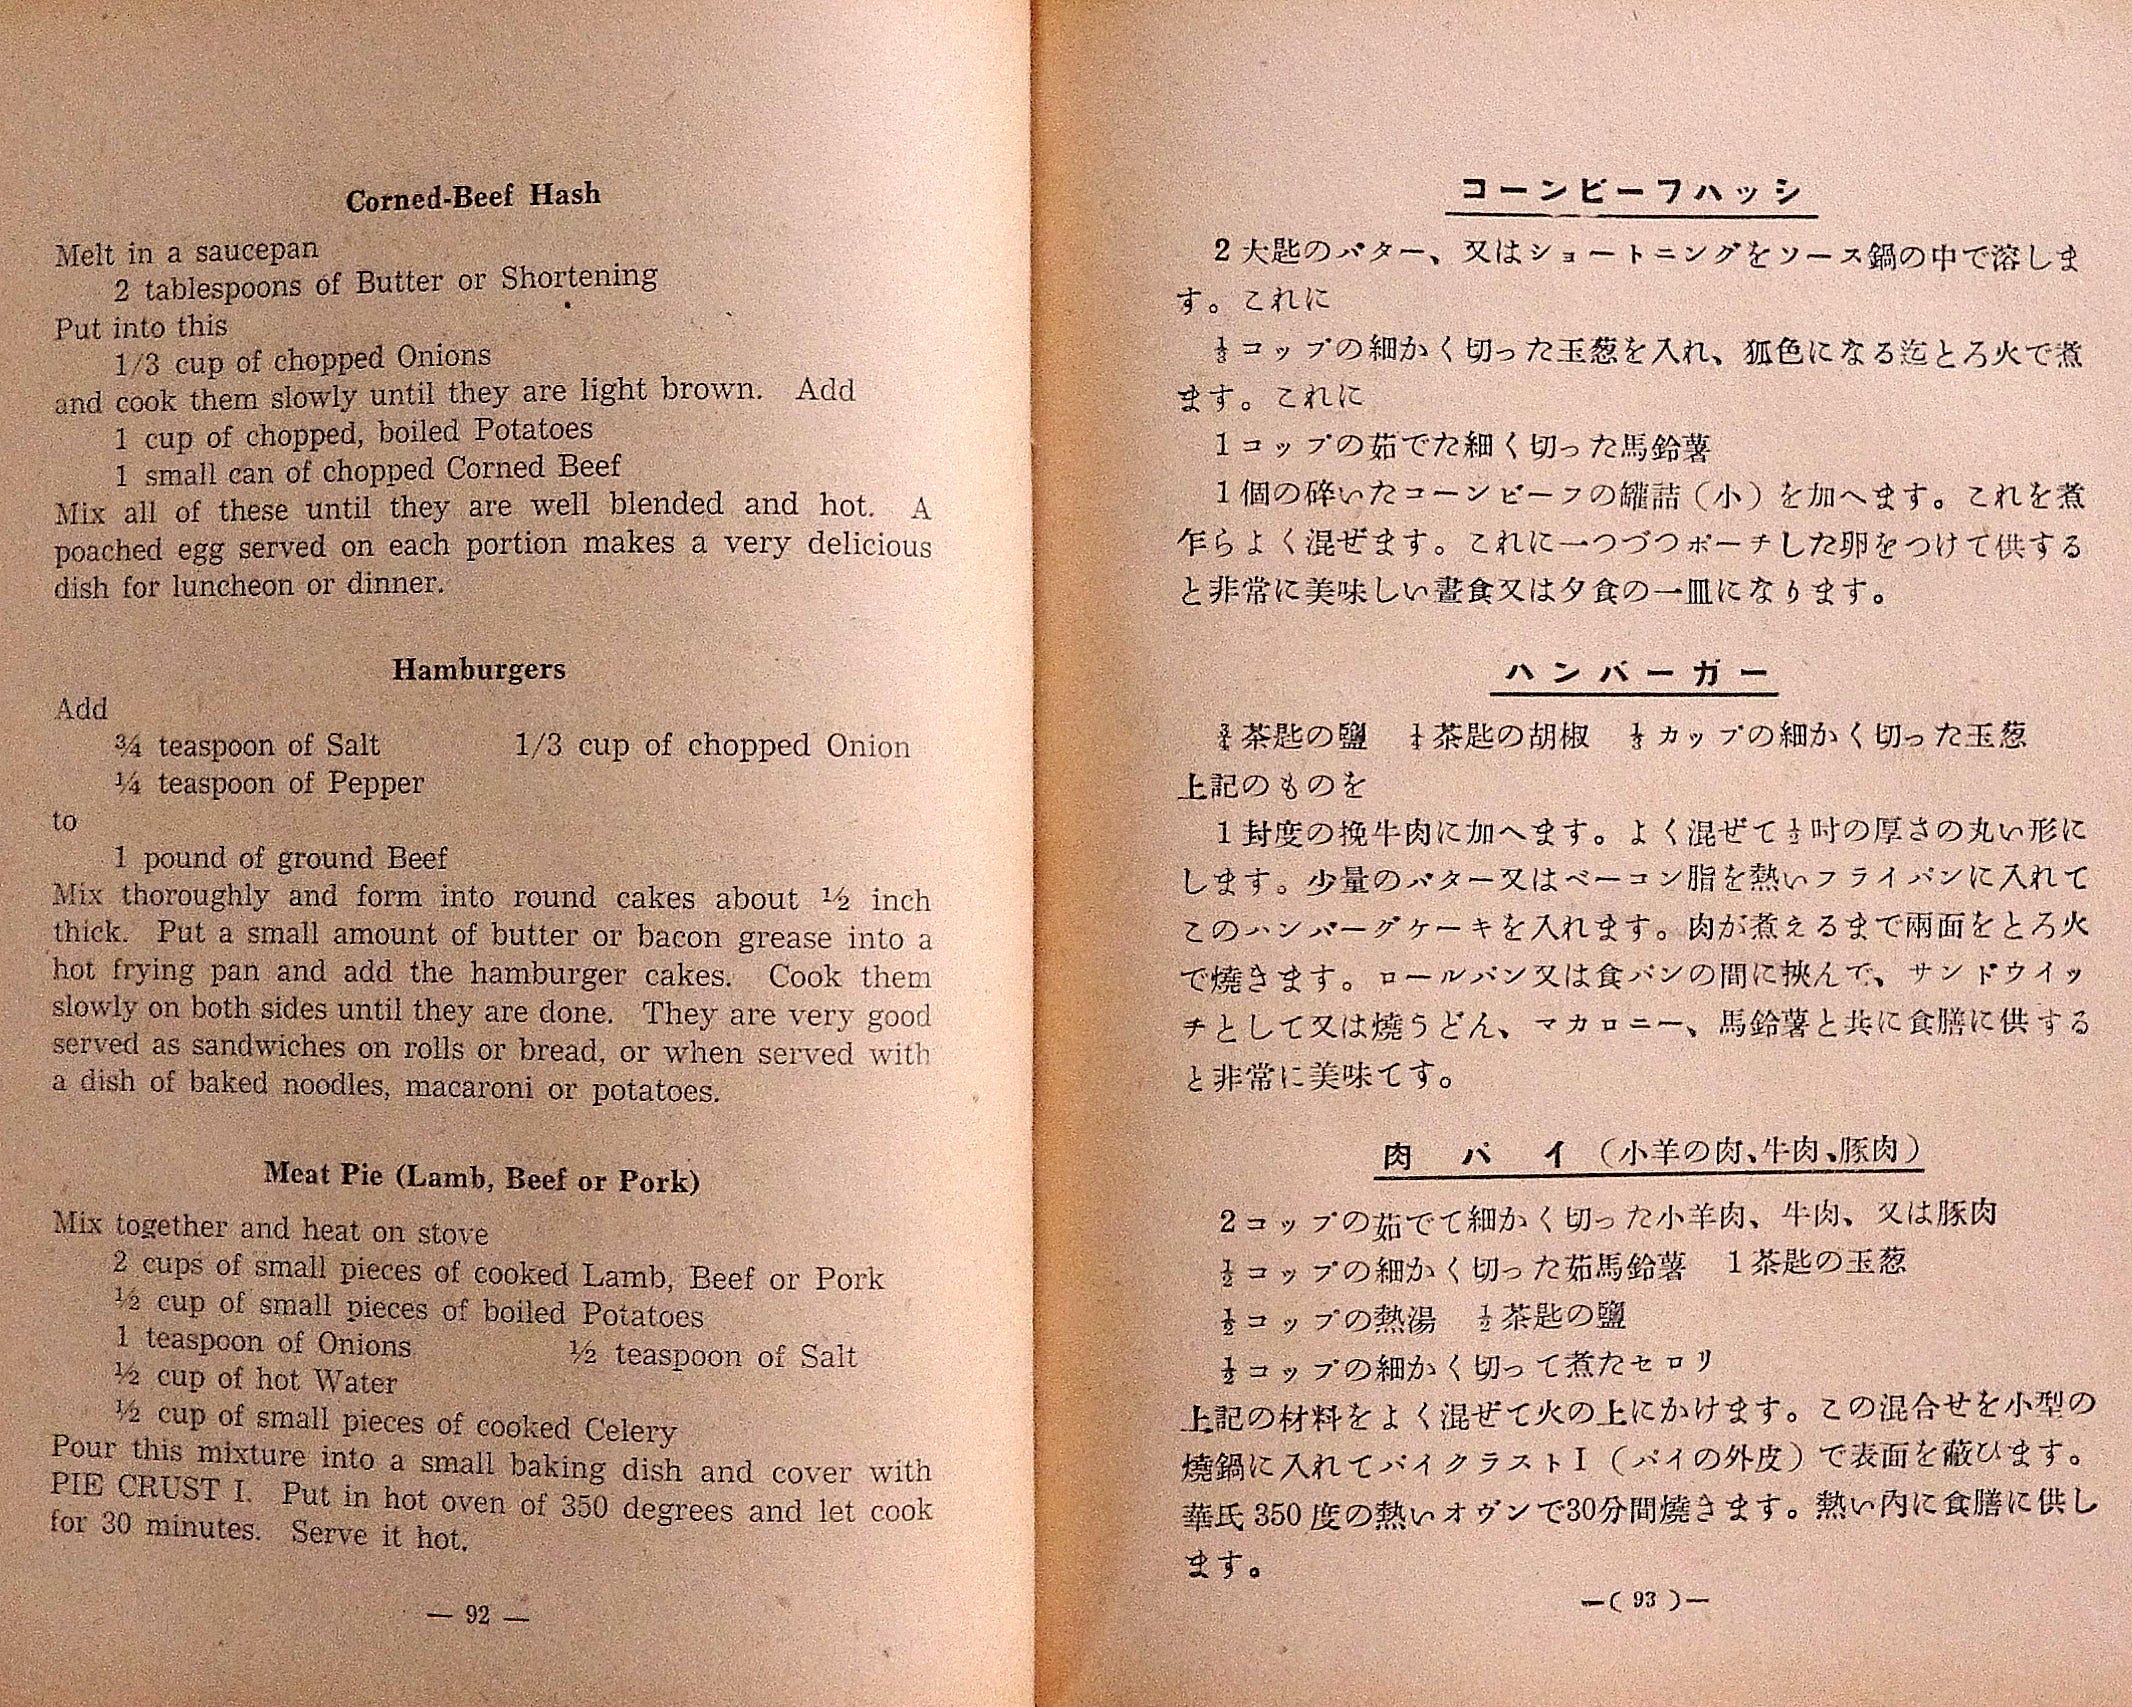 Corned-Beef Hash
Melt in a saucepan
2 tablespoons of Butter or Shortening
Put into this
1/3 cup of chopped Onions
and cook them slowly until they are light brown. Add
1 cup of chopped, boiled Potatoes
1 small can of chopped Corned Beef
Mix all of these until they are well blended and hot. A
poached egg served on each portion makes a very delicious
dish for luncheon or dinner.
Hamburgers
Add
¾ teaspoon of Salt 1/3 cup of chopped Onion
¼ teaspoon of Pepper
to
1 pound of ground Beef
Mix thoroughly and form into round cakes about ½ inch
thick. Put a small amount of butter or bacon grease into a
hot frying pan and add the hamburger cakes. Cook them
slowly on both sides until they are done. They are very good
served as sandwiches on rolls or bread, or when served with
a dish of baked noodles, macaroni or potatoes.
Meat Pie (Lamb, Beef or Pork)
Mix together and heat on stove
2 cups of small pieces of cooked Lamb, Beef or Pork
½ cup of small pieces of boiled Potatoes
1 teaspoon of Onions ½ teaspoon of Salt
½ cup of hot Water
½ cup of small pieces of cooked Celery
Pour this mixture into a small baking dish and cover with
PIE CRUST I. Put in hot oven of 350 degrees and let cook
for 30 minutes. Serve it hot.
— 92 —
コーンビーフハッシ
2大匙のバター、又はショートニングをソース鍋の中で溶しま
す。これに
⅓コップの細かく切った玉葱を入れ、狐色になる迄とろ火で煮
ます。これに
1コップの茹でた細く切った馬鈴薯
1個の砕いたコーンビーフの罐詰（小）を加へます。これを煮
乍らよく混ぜます。これに一つづつポーチした卵をつけて供する
と非常に美味しい晝食又は夕食の一皿になります。
ハンバーガー
¾茶匙の鹽 ¼茶匙の胡椒 ⅓カップの細かく切った玉葱
上記のものを
1封度の挽牛肉に加へます。よく混ぜて½吋の厚さの丸い形に
します。少量のバター又はベーコン脂を熱いフライパンに入れて
このハンバーグケーキを入れます。肉が煮えるまで兩面をとろ火
で燒きます。ロールパン又は食パンの間に挾んで、サンドウイッ
チとして又は燒うどん、マカロニー、馬鈴薯と共に食膳に供する
と非常に美味てす。
肉パイ（小羊の肉、牛肉、豚肉）
2コップの茹でて細かく切った小羊肉、牛肉、又は豚肉
½コップの細かく切った茹馬鈴薯 1茶匙の玉葱
½コップの熱湯 ½茶匙の鹽
½コップの細かく切って煮たセロリ
上記の材料をよく混ぜて火の上にかけます。この混合せを小型の
燒鍋に入れてパイクラストI（パイの外皮）で表面を蔽ひます。
華氏350度の熱いオヴンで30分間燒きます。熱い內に食膳に供し
ます。
—( 93 )—